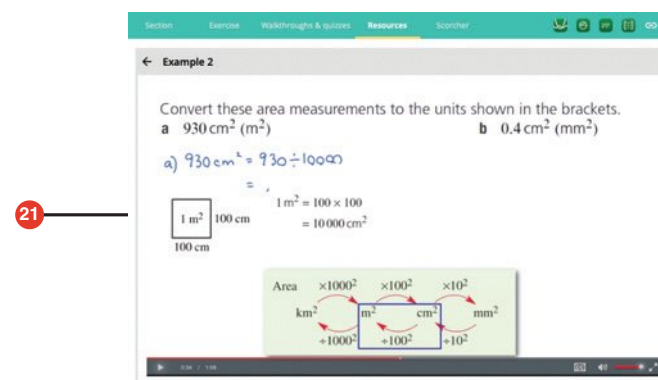 Section Exercise Walkthroughs & quizzes Resources Scorcher
← Example 2
Convert these area measurements to the units shown in the brackets.
a 930 cm² (m²) b 0.4 cm² (mm²)
a) 930 cm² = 930 ÷ 10000
=
1 m² = 100 × 100
= 10 000 cm²
1 m² 100 cm
100 cm
21
Area ×1000² ×100² ×10²
km² m² cm² mm²
÷1000² ÷100² ÷10²